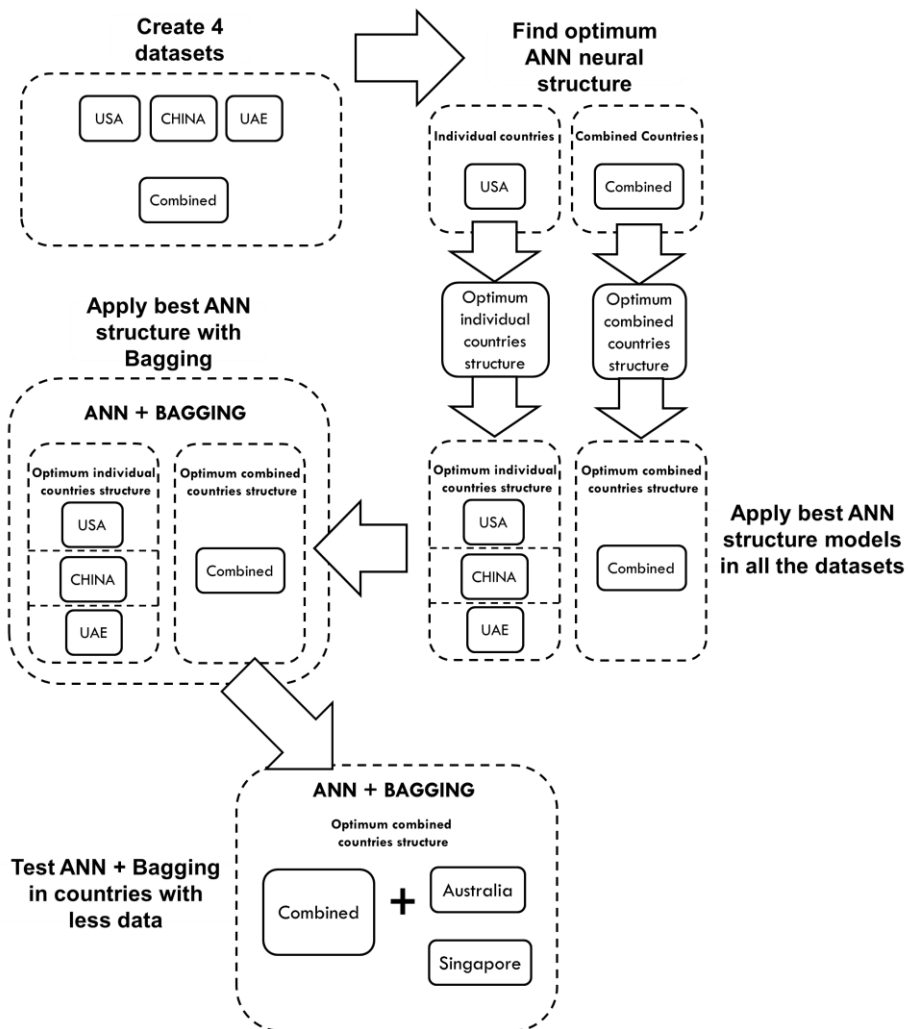 Create 4
datasets
USA
CHINA
UAE
Combined
Find optimum
ANN neural
structure
Individual countries
USA
Combined Countries
Combined
Optimum
individual
countries
structure
Optimum
combined
countries
structure
Optimum individual
countries structure
USA
CHINA
UAE
Optimum combined
countries structure
Combined
Apply best ANN
structure models
in all the datasets
Apply best ANN
structure with
Bagging
ANN + BAGGING
Optimum individual
countries structure
USA
CHINA
UAE
Optimum combined
countries structure
Combined
Test ANN + Bagging
in countries with
less data
ANN + BAGGING
Optimum combined
countries structure
Combined
+
Australia
Singapore